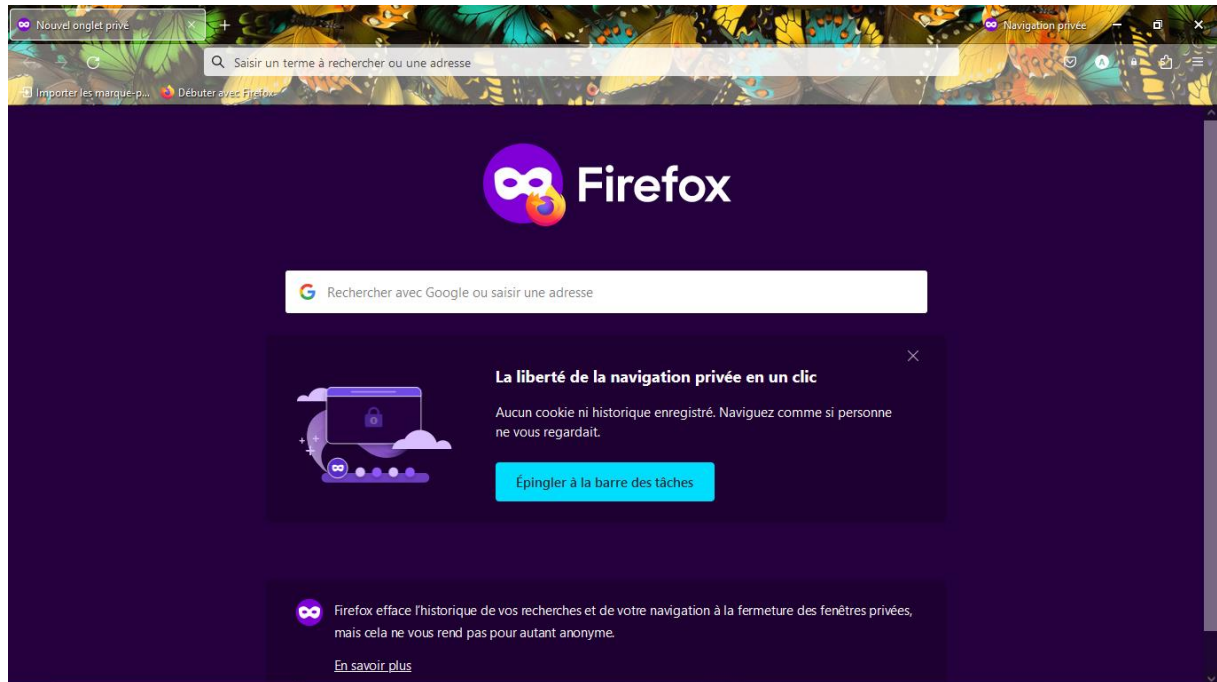 Nouvel onglet privé
Navigation privée
Saisir un terme à rechercher ou une adresse
Importer les marque-p...
Débuter avec Firefox
Firefox
Rechercher avec Google ou saisir une adresse
La liberté de la navigation privée en un clic
Aucun cookie ni historique enregistré. Naviguez comme si personne
ne vous regardait.
Épingler à la barre des tâches
Firefox efface l'historique de vos recherches et de votre navigation à la fermeture des fenêtres privées,
mais cela ne vous rend pas pour autant anonyme.
En savoir plus